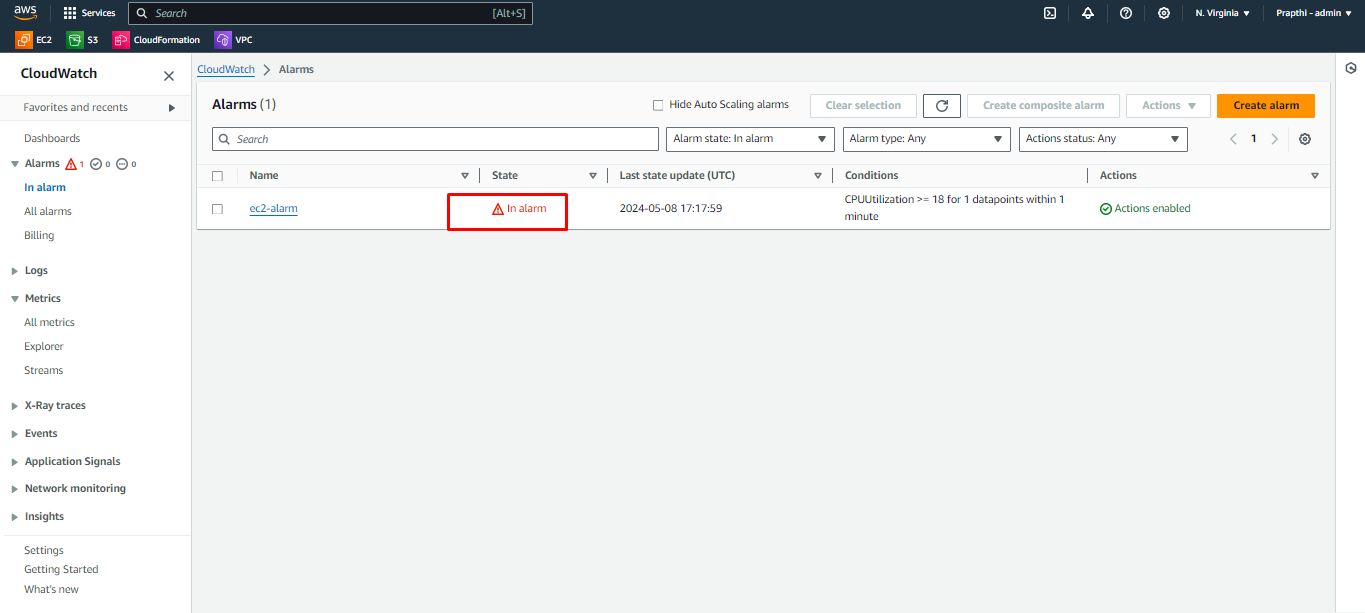 aws
Services
Search
[Alt+S]
N. Virginia
Prapthi - admin
EC2
S3
CloudFormation
VPC
CloudWatch
Favorites and recents
Dashboards
Alarms 1 0 0
In alarm
All alarms
Billing
Logs
Metrics
All metrics
Explorer
Streams
X-Ray traces
Events
Application Signals
Network monitoring
Insights
Settings
Getting Started
What's new
CloudWatch
Alarms
Alarms (1)
Hide Auto Scaling alarms
Clear selection
Create composite alarm
Actions
Create alarm
Search
Alarm state: In alarm
Alarm type: Any
Actions status: Any
1
Name
State
Last state update (UTC)
Conditions
Actions
ec2-alarm
In alarm
2024-05-08 17:17:59
CPUUtilization >= 18 for 1 datapoints within 1
minute
Actions enabled